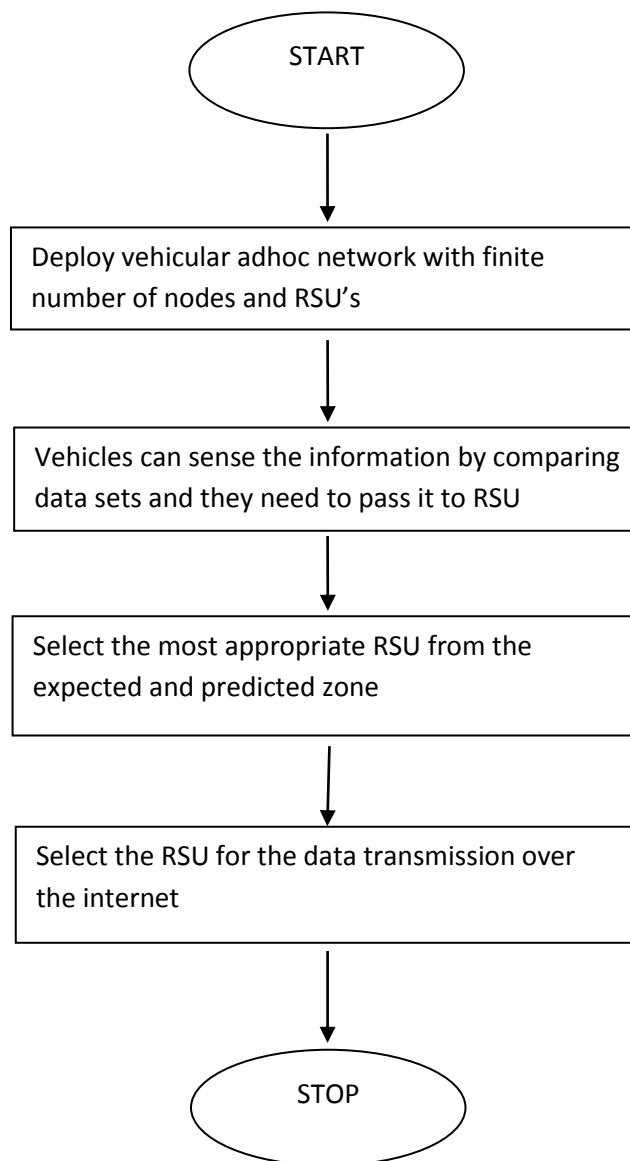 START
Deploy vehicular adhoc network with finite
number of nodes and RSU’s
Vehicles can sense the information by comparing
data sets and they need to pass it to RSU
Select the most appropriate RSU from the
expected and predicted zone
Select the RSU for the data transmission over
the internet
STOP